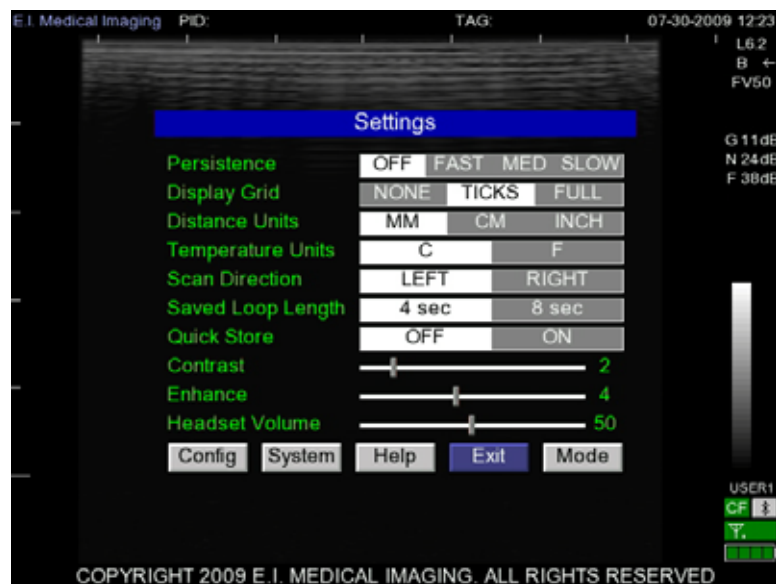 E.I. Medical Imaging PID: TAG: 07-30-2009 12:23
L6.2
B ←
FV50
Settings
G 11dB
N 24dB
F 38dB
Persistence OFF FAST MED SLOW
Display Grid NONE TICKS FULL
Distance Units MM CM INCH
Temperature Units C F
Scan Direction LEFT RIGHT
Saved Loop Length 4 sec 8 sec
Quick Store OFF ON
Contrast 2
Enhance 4
Headset Volume 50
Config System Help Exit Mode
USER1
CF
COPYRIGHT 2009 E.I. MEDICAL IMAGING. ALL RIGHTS RESERVED